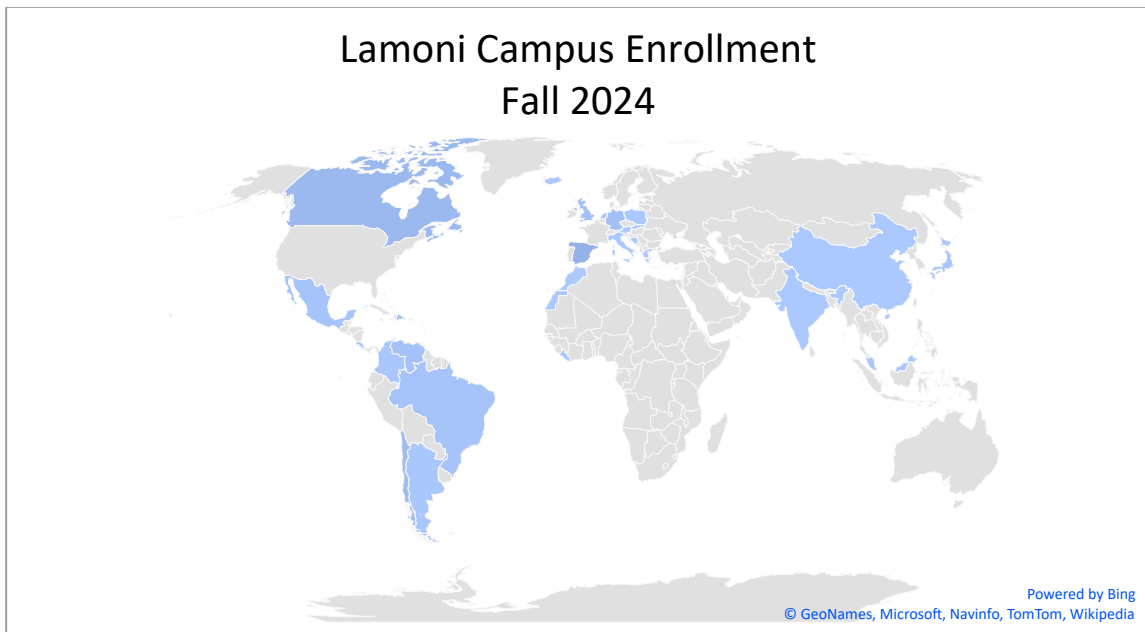 Lamoni Campus Enrollment
Fall 2024
Powered by Bing
© GeoNames, Microsoft, Navinfo, TomTom, Wikipedia